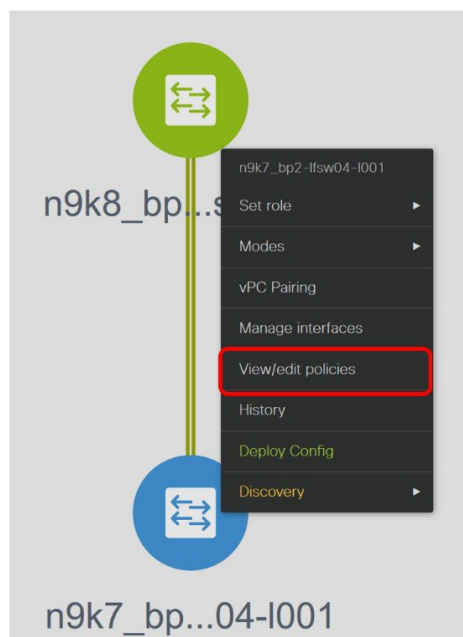 n9k8_bp...s
n9k7_bp2-lfsw04-l001
Set role
Modes
vPC Pairing
Manage interfaces
View/edit policies
History
Deploy Config
Discovery
n9k7_bp...04-l001